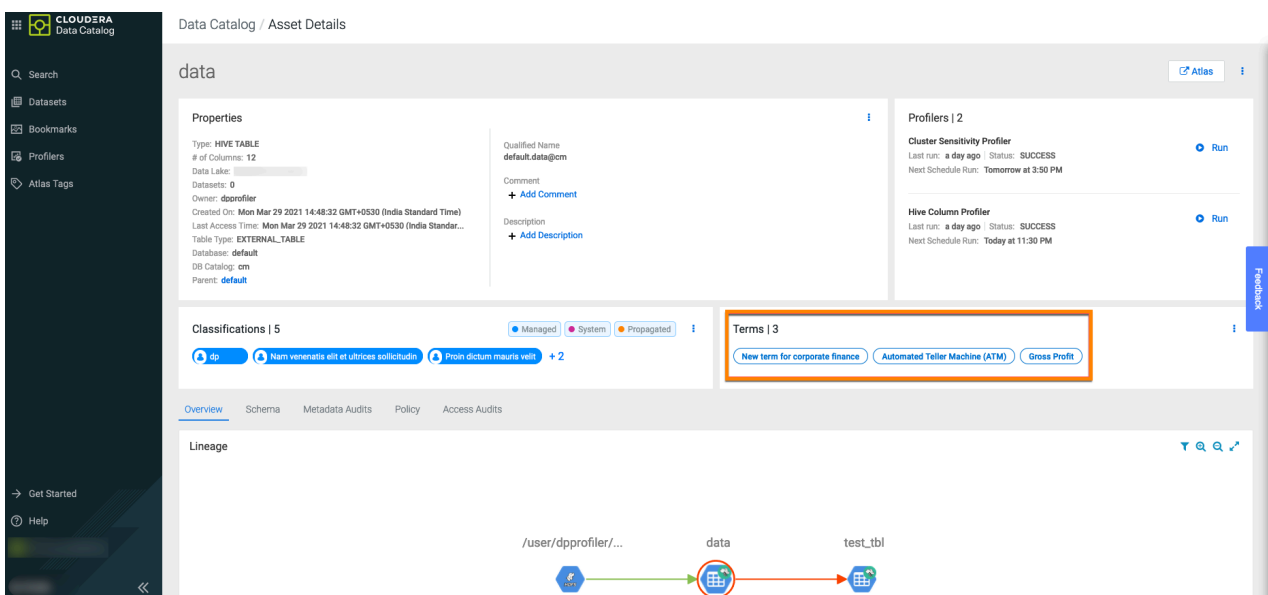 CLOUDERA
Data Catalog
Search
Datasets
Bookmarks
Profilers
Atlas Tags
Get Started
Help
Data Catalog / Asset Details
data
Atlas
Properties
Type: HIVE TABLE
# of Columns: 12
Data Lake:
Datasets: 0
Owner: dpprofiler
Created On: Mon Mar 29 2021 14:48:32 GMT+0530 (India Standard Time)
Last Access Time: Mon Mar 29 2021 14:48:32 GMT+0530 (India Standar...
Table Type: EXTERNAL_TABLE
Database: default
DB Catalog: cm
Parent: default
Qualified Name
default.data@cm
Comment
+ Add Comment
Description
+ Add Description
Profilers | 2
Cluster Sensitivity Profiler
Last run: a day ago | Status: SUCCESS
Next Schedule Run: Tomorrow at 3:50 PM
Run
Hive Column Profiler
Last run: a day ago | Status: SUCCESS
Next Schedule Run: Today at 11:30 PM
Run
Feedback
Classifications | 5
Managed System Propagated
dp Nam venenatis elit et ultrices sollicitudin Proin dictum mauris velit + 2
Terms | 3
New term for corporate finance Automated Teller Machine (ATM) Gross Profit
Overview Schema Metadata Audits Policy Access Audits
Lineage
/user/dpprofiler/... data test_tbl